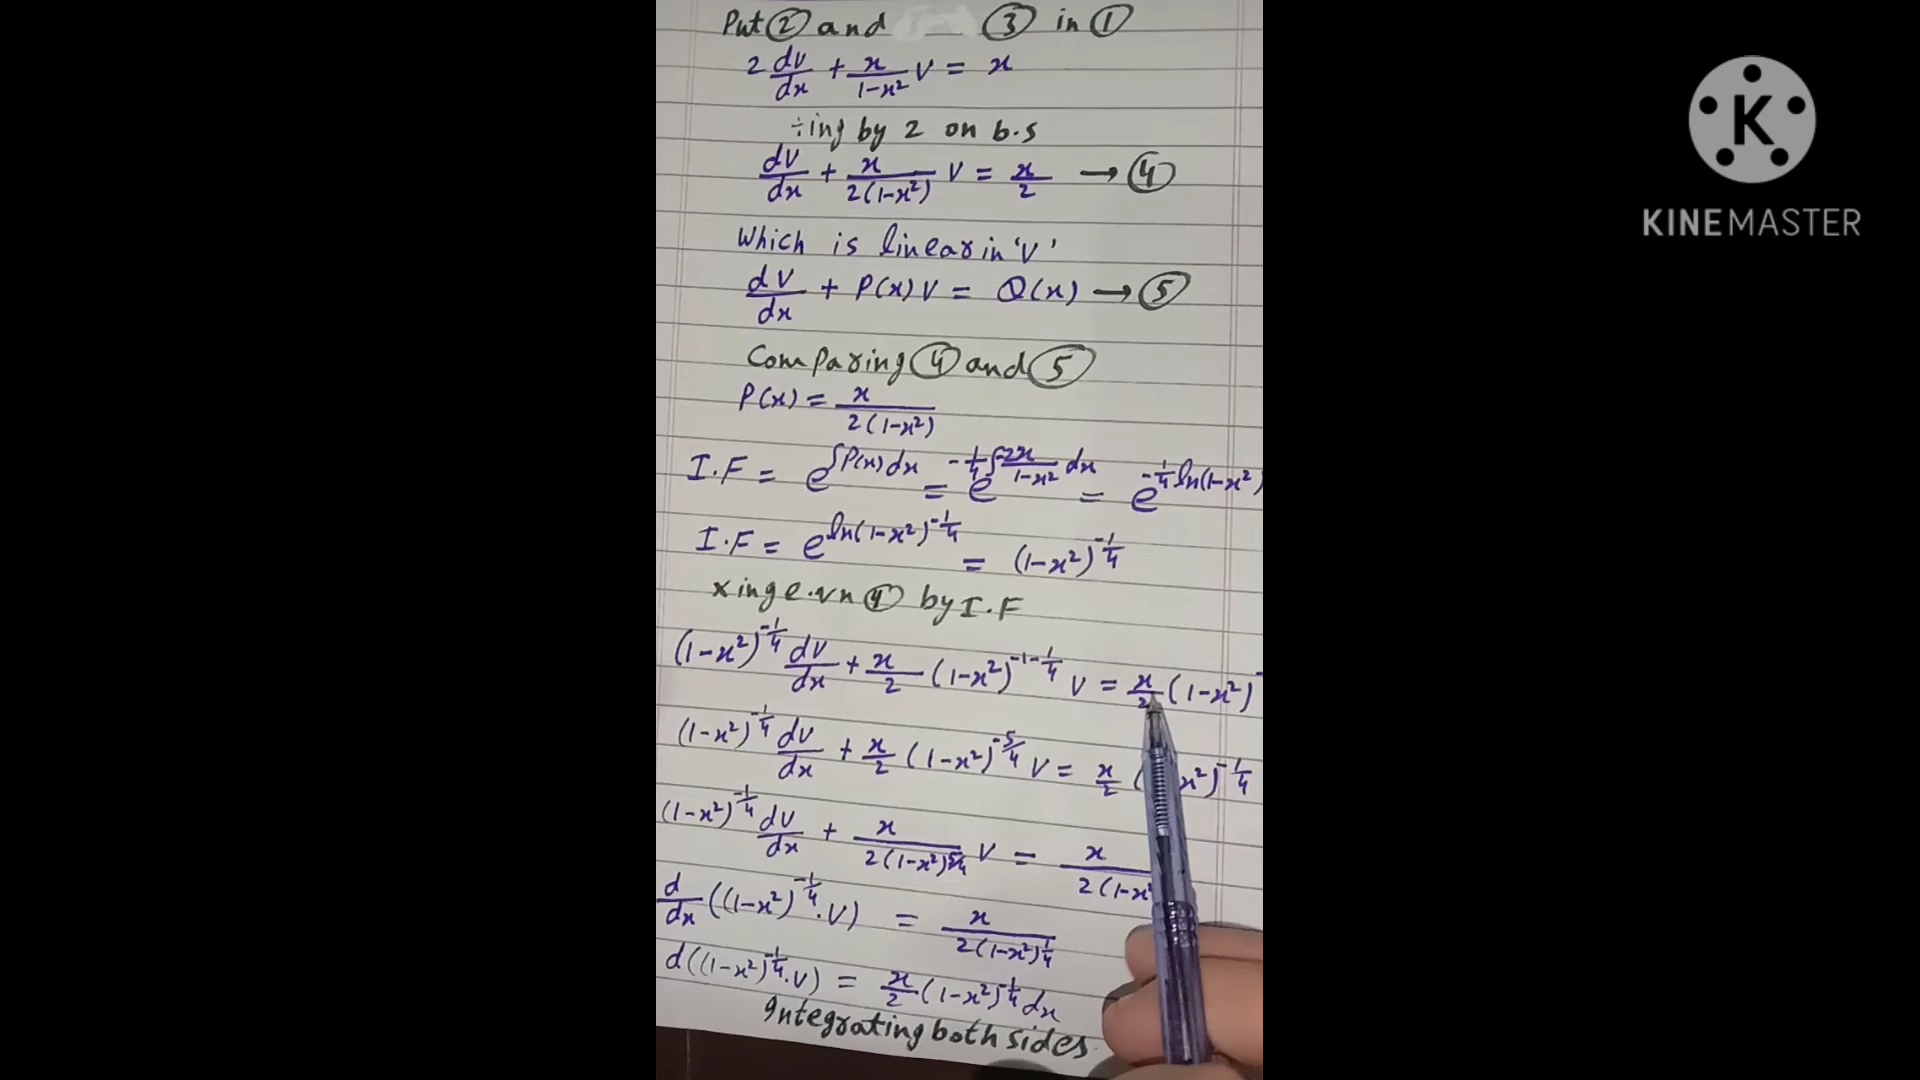 Put ② and ③ in ①
2 dv/dx + x/(1-x²) V = x
÷ing by 2 on b.s
dv/dx + x/2(1-x²) V = x/2 → ④
Which is linear in 'V'
dV/dx + P(x)V = Q(x) → ⑤
Comparing ④ and ⑤
P(x) = x/2(1-x²)
I.F = e^∫P(x)dx = e^-1/4∫-2x/(1-x²) dx = e^-1/4 ln(1-x²)
I.F = e^ln(1-x²)^-1/4 = (1-x²)^-1/4
xing e.vn ④ by I.F
(1-x²)^-1/4 dv/dx + x/2 (1-x²)^-1-1/4 V = x/2 (1-x²)^-
(1-x²)^-1/4 dv/dx + x/2 (1-x²)^-5/4 V = x/2 ( x²)^-1/4
(1-x²)^-1/4 dv/dx + x/2(1-x²)^5/4 V = x/2(1-x²
d/dx ((1-x²)^-1/4 . V) = x/2(1-x²)^1/4
d((1-x²)^-1/4 . V) = x/2 (1-x²)^-1/4 dx
Integrating both sides
K
KINEMASTER